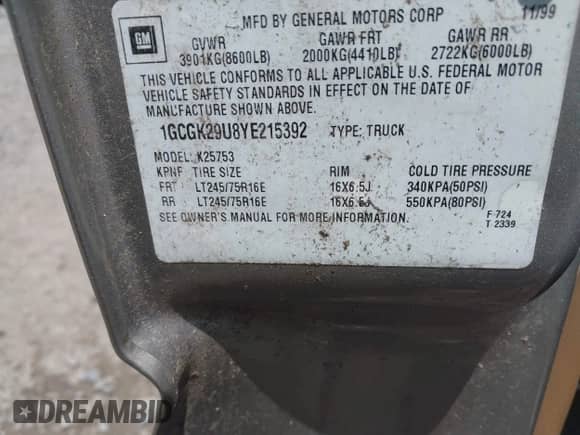 MFD BY GENERAL MOTORS CORP 11/99
GM
GVWR GAWR FRT GAWR RR
3901KG(8600LB) 2000KG(4410LB) 2722KG(6000LB)
THIS VEHICLE CONFORMS TO ALL APPLICABLE U.S. FEDERAL MOTOR
VEHICLE SAFETY STANDARDS IN EFFECT ON THE DATE OF
MANUFACTURE SHOWN ABOVE.
1GCGK29U8YE215392 TYPE: TRUCK
MODEL: K25753
KPNF TIRE SIZE RIM COLD TIRE PRESSURE
FRT LT245/75R16E 16X6.5J 340KPA(50PSI)
RR LT245/75R16E 16X6.5J 550KPA(80PSI)
SEE OWNER'S MANUAL FOR MORE INFORMATION. F 724
T 2339
DREAMBID